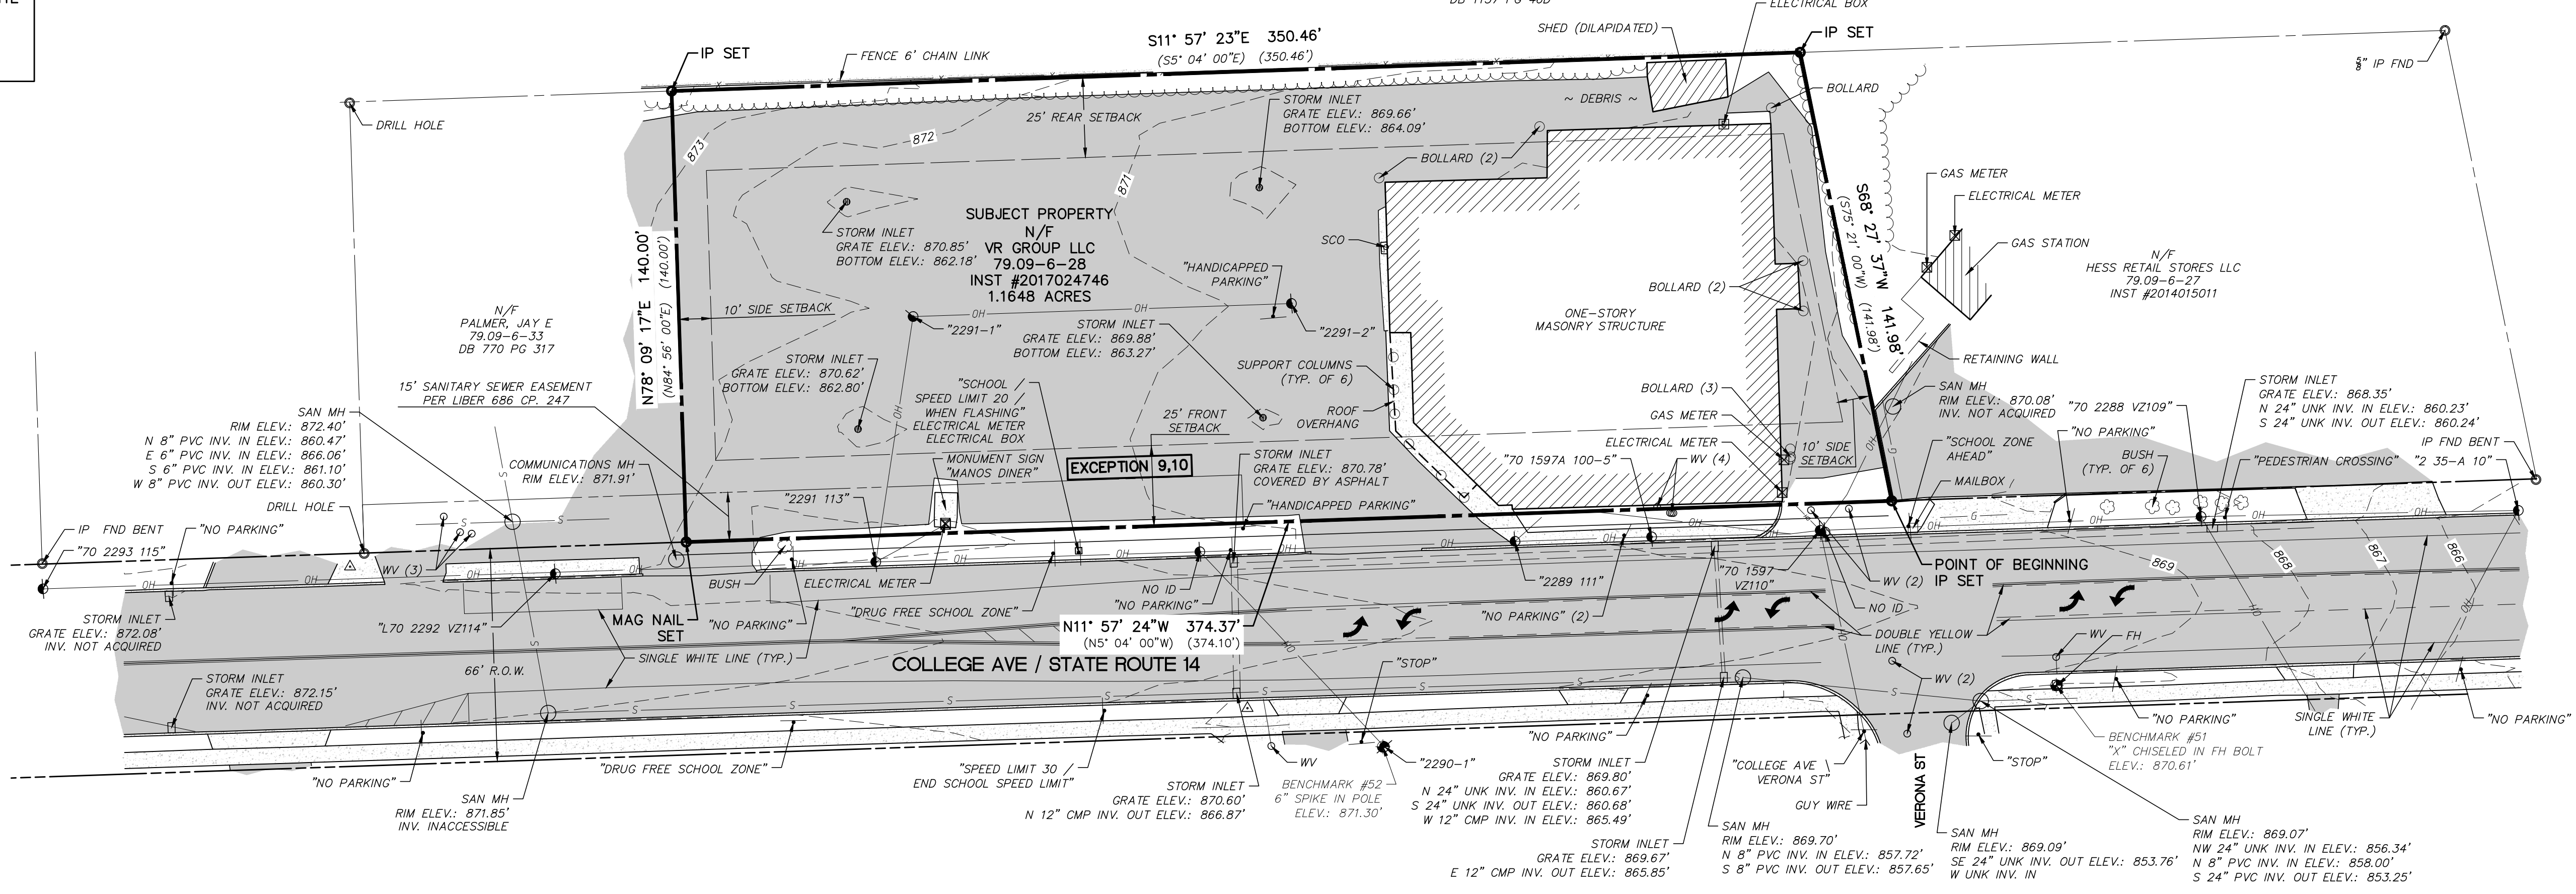 ELECTRICAL BOX
SHED (DILAPIDATED)
S11° 57' 23"E 350.46'
(S5° 04' 00"E) (350.46')
IP SET
IP SET
FENCE 6' CHAIN LINK
5/8" IP FND
DRILL HOLE
BOLLARD
~ DEBRIS ~
STORM INLET
GRATE ELEV.: 869.66'
BOTTOM ELEV.: 864.09'
25' REAR SETBACK
873
872
871
BOLLARD (2)
GAS METER
ELECTRICAL METER
GAS STATION
SUBJECT PROPERTY
N/F
VR GROUP LLC
79.09-6-28
INST #2017024746
1.1648 ACRES
STORM INLET
GRATE ELEV.: 870.85'
BOTTOM ELEV.: 862.18'
SCO
S68° 27' 37"W 141.98'
(S75° 21' 00"W) (141.98')
N/F
HESS RETAIL STORES LLC
79.09-6-27
INST #2014015011
N78° 09' 17"E 140.00'
(N84° 56' 00"E) (140.00')
"HANDICAPPED
PARKING"
BOLLARD (2)
N/F
PALMER, JAY E
79.09-6-33
DB 770 PG 317
10' SIDE SETBACK
OH
"2291-1"
"2291-2"
STORM INLET
GRATE ELEV.: 869.88'
BOTTOM ELEV.: 863.27'
ONE-STORY
MASONRY STRUCTURE
STORM INLET
GRATE ELEV.: 870.62'
BOTTOM ELEV.: 862.80'
SUPPORT COLUMNS
(TYP. OF 6)
RETAINING WALL
15' SANITARY SEWER EASEMENT
PER LIBER 686 CP. 247
"SCHOOL /
SPEED LIMIT 20 /
WHEN FLASHING"
ELECTRICAL METER
ELECTRICAL BOX
BOLLARD (3)
SAN MH
RIM ELEV.: 870.08'
INV. NOT ACQUIRED
STORM INLET
GRATE ELEV.: 868.35'
N 24" UNK INV. IN ELEV.: 860.23'
S 24" UNK INV. OUT ELEV.: 860.24'
SAN MH
RIM ELEV.: 872.40'
N 8" PVC INV. IN ELEV.: 860.47'
E 6" PVC INV. IN ELEV.: 866.06'
S 6" PVC INV. IN ELEV.: 861.10'
W 8" PVC INV. OUT ELEV.: 860.30'
ROOF
OVERHANG
25' FRONT
SETBACK
GAS METER
"70 2288 VZ109"
"NO PARKING"
BUSH
(TYP. OF 6)
IP FND BENT
ELECTRICAL METER
10' SIDE
SETBACK
"SCHOOL ZONE
AHEAD"
"PEDESTRIAN CROSSING"
"2 35-A 10"
COMMUNICATIONS MH
RIM ELEV.: 871.91'
MONUMENT SIGN
"MANOS DINER"
EXCEPTION 9,10
STORM INLET
GRATE ELEV.: 870.78'
COVERED BY ASPHALT
"70 1597A 100-5"
WV (4)
MAILBOX
"2291 113"
"HANDICAPPED PARKING"
DRILL HOLE
IP FND BENT
"NO PARKING"
"70 2293 115"
WV (3)
BUSH
ELECTRICAL METER
NO ID
"2289 111"
"70 1597
VZ110"
WV (2)
POINT OF BEGINNING
IP SET
869
868
867
866
STORM INLET
GRATE ELEV.: 872.08'
INV. NOT ACQUIRED
"L70 2292 VZ114"
MAG NAIL
SET
"NO PARKING"
"DRUG FREE SCHOOL ZONE"
"NO PARKING"
"NO PARKING" (2)
NO ID
N11° 57' 24"W 374.37'
(N5° 04' 00"W) (374.10')
DOUBLE YELLOW
LINE (TYP.)
WV
FH
66' R.O.W.
SINGLE WHITE LINE (TYP.)
COLLEGE AVE / STATE ROUTE 14
"STOP"
WV (2)
STORM INLET
GRATE ELEV.: 872.15'
INV. NOT ACQUIRED
"NO PARKING"
SINGLE WHITE
LINE (TYP.)
"NO PARKING"
"NO PARKING"
"DRUG FREE SCHOOL ZONE"
"SPEED LIMIT 30 /
END SCHOOL SPEED LIMIT"
WV
"2290-1"
"NO PARKING"
BENCHMARK #51
"X" CHISELED IN FH BOLT
ELEV.: 870.61'
"COLLEGE AVE \
VERONA ST"
"STOP"
STORM INLET
GRATE ELEV.: 870.60'
N 12" CMP INV. OUT ELEV.: 866.87'
BENCHMARK #52
6" SPIKE IN POLE
ELEV.: 871.30'
STORM INLET
GRATE ELEV.: 869.80'
N 24" UNK INV. IN ELEV.: 860.67'
S 24" UNK INV. OUT ELEV.: 860.68'
W 12" CMP INV. IN ELEV.: 865.49'
GUY WIRE
VERONA ST
SAN MH
RIM ELEV.: 871.85'
INV. INACCESSIBLE
STORM INLET
GRATE ELEV.: 869.67'
E 12" CMP INV. OUT ELEV.: 865.85'
SAN MH
RIM ELEV.: 869.70'
N 8" PVC INV. IN ELEV.: 857.72'
S 8" PVC INV. OUT ELEV.: 857.65'
SAN MH
RIM ELEV.: 869.09'
SE 24" UNK INV. OUT ELEV.: 853.76'
W UNK INV. IN
SAN MH
RIM ELEV.: 869.07'
NW 24" UNK INV. IN ELEV.: 856.34'
N 8" PVC INV. IN ELEV.: 858.00'
S 24" PVC INV. OUT ELEV.: 853.25'